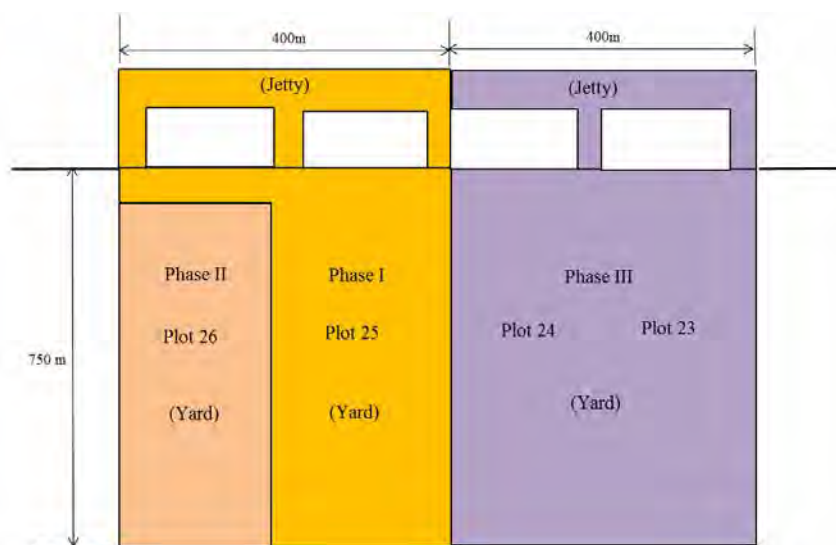 400m
400m
(Jetty)
(Jetty)
Phase II
Phase I
Phase III
Plot 26
Plot 25
Plot 24
Plot 23
750 m
(Yard)
(Yard)
(Yard)